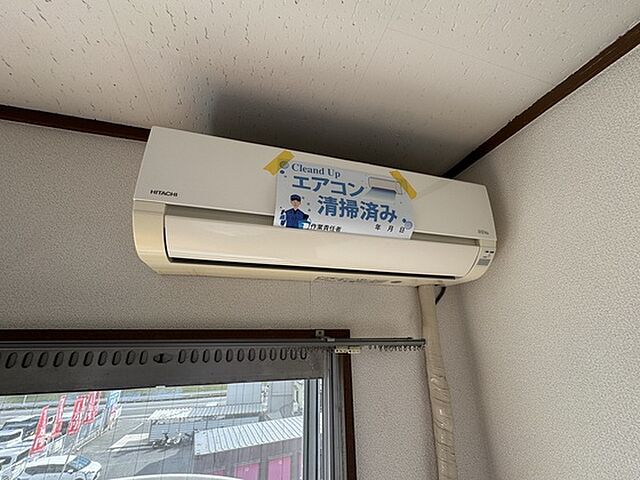 HITACHI
Cleand Up
エアコン
清掃済み
作業責任者
年 月 日